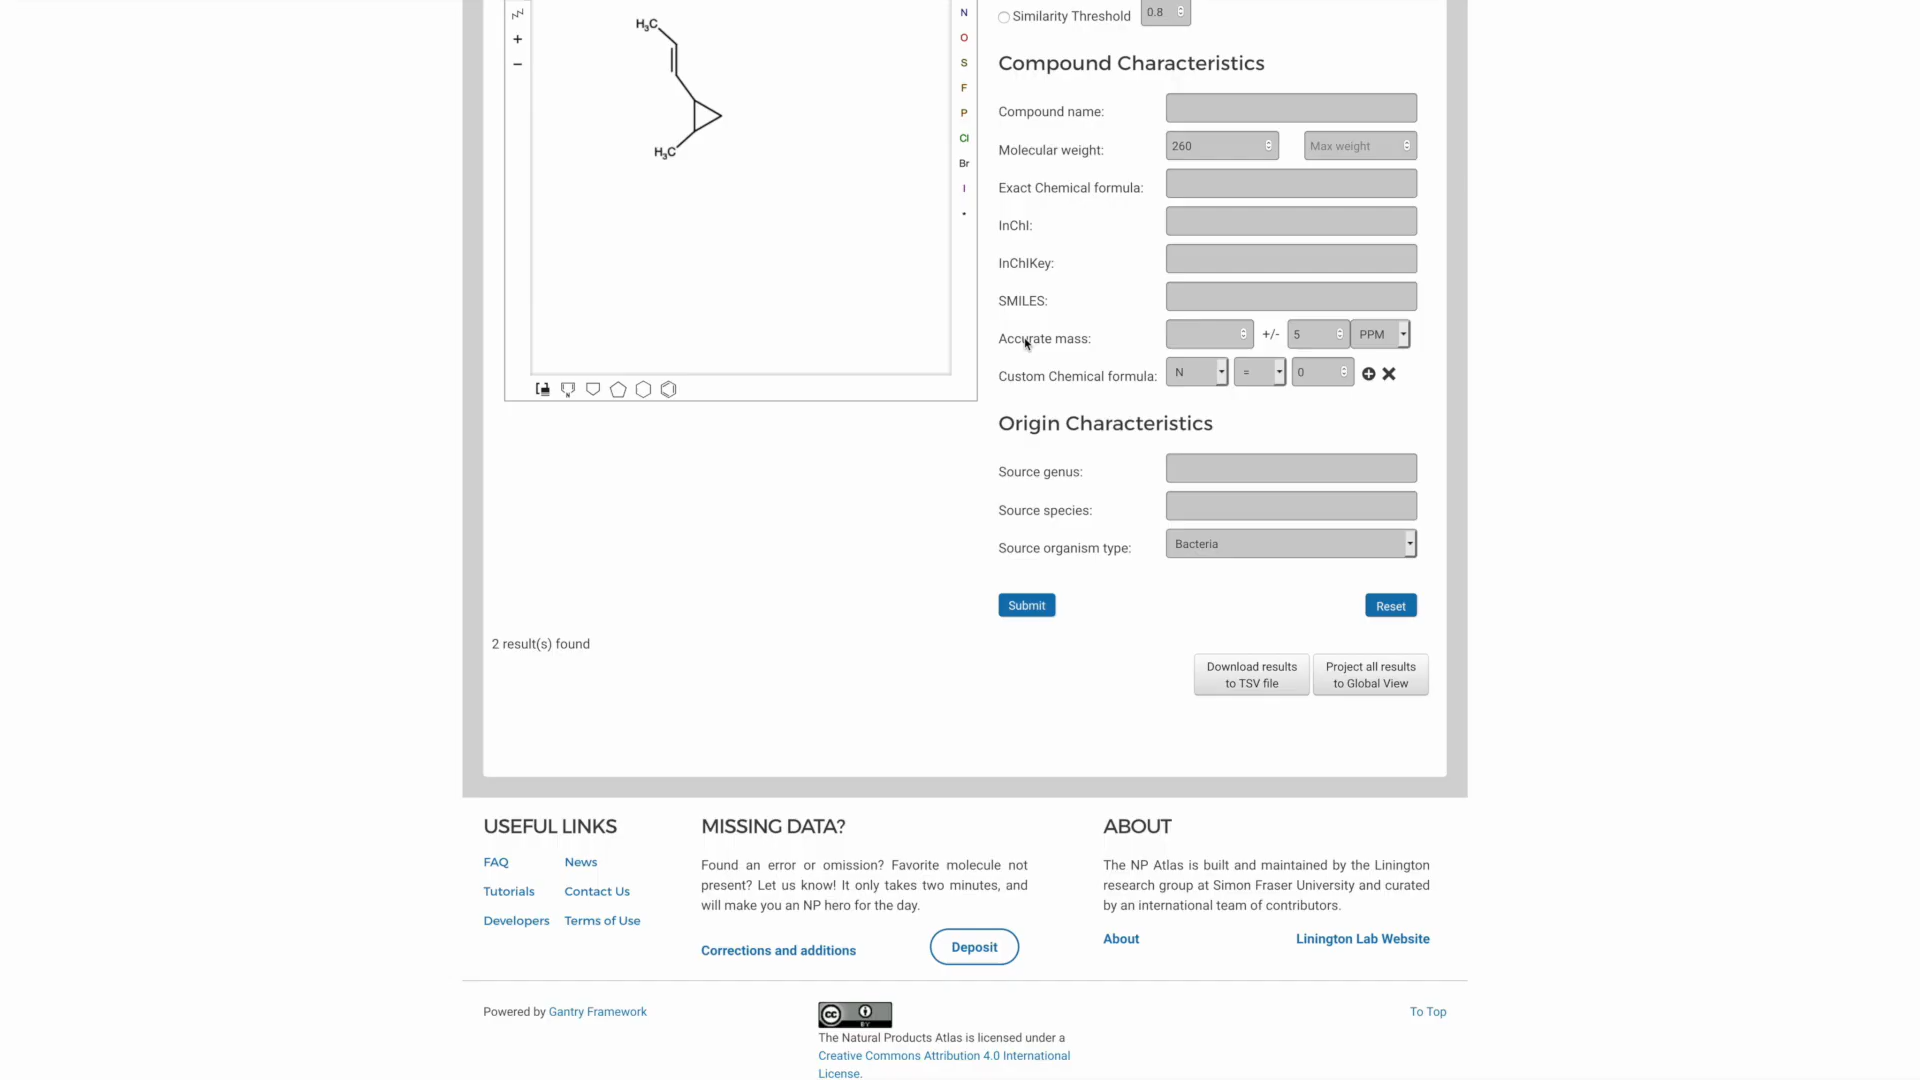 N
Similarity Threshold 0.8
H₃C
+
O
-
S
Compound Characteristics
F
P
Compound name:
Cl
H₃C
Molecular weight: 260 Max weight
Br
I
Exact Chemical formula:
InChI:
InChIKey:
SMILES:
Accurate mass: +/- 5 PPM
Custom Chemical formula: N = 0
N
Origin Characteristics
Source genus:
Source species:
Source organism type: Bacteria
Submit Reset
2 result(s) found
Download results
to TSV file
Project all results
to Global View
USEFUL LINKS
FAQ News
Tutorials Contact Us
Developers Terms of Use
MISSING DATA?
Found an error or omission? Favorite molecule not
present? Let us know! It only takes two minutes, and
will make you an NP hero for the day.
Corrections and additions Deposit
ABOUT
The NP Atlas is built and maintained by the Linington
research group at Simon Fraser University and curated
by an international team of contributors.
About Linington Lab Website
Powered by Gantry Framework
cc
BY
The Natural Products Atlas is licensed under a
Creative Commons Attribution 4.0 International
License.
To Top